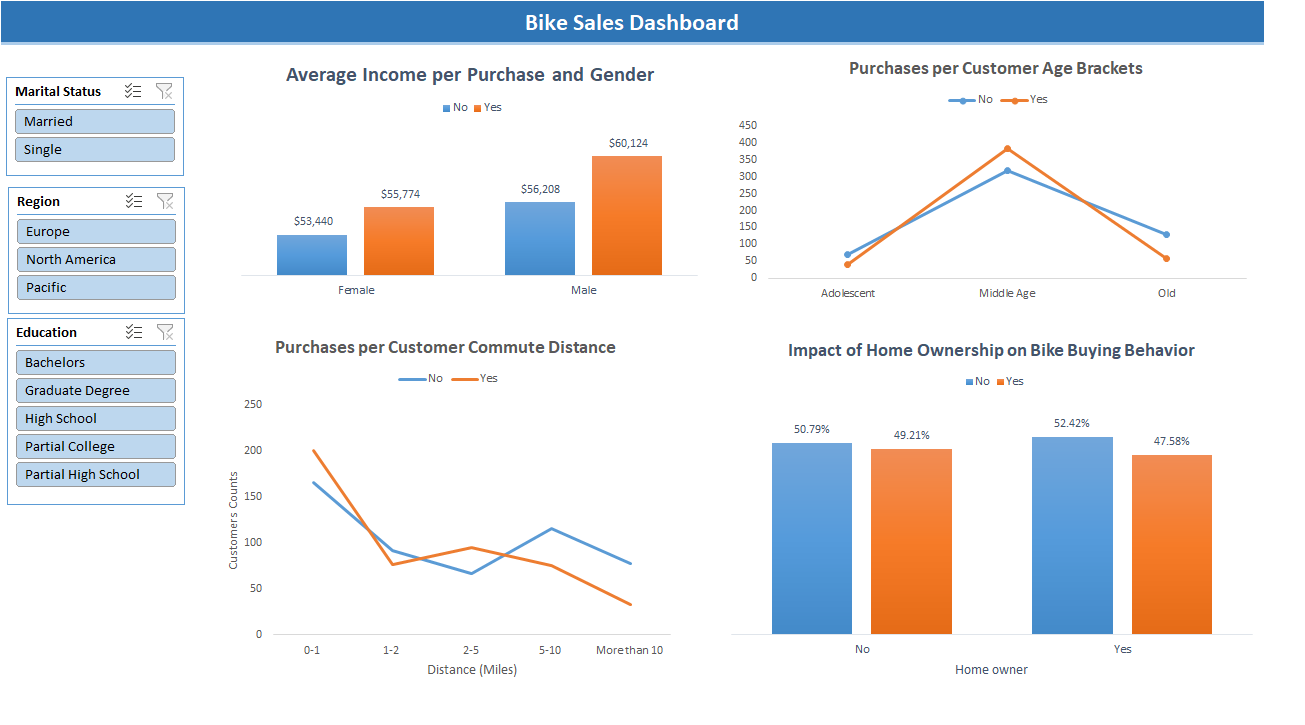 Bike Sales Dashboard
Marital Status
Married
Single
Region
Europe
North America
Pacific
Education
Bachelors
Graduate Degree
High School
Partial College
Partial High School
Average Income per Purchase and Gender
No Yes
$53,440
$55,774
$56,208
$60,124
Female
Male
Purchases per Customer Age Brackets
No Yes
450
400
350
300
250
200
150
100
50
0
Adolescent
Middle Age
Old
Purchases per Customer Commute Distance
No Yes
Customers Counts
250
200
150
100
50
0
0-1
1-2
2-5
5-10
More than 10
Distance (Miles)
Impact of Home Ownership on Bike Buying Behavior
No Yes
50.79%
49.21%
52.42%
47.58%
No
Yes
Home owner